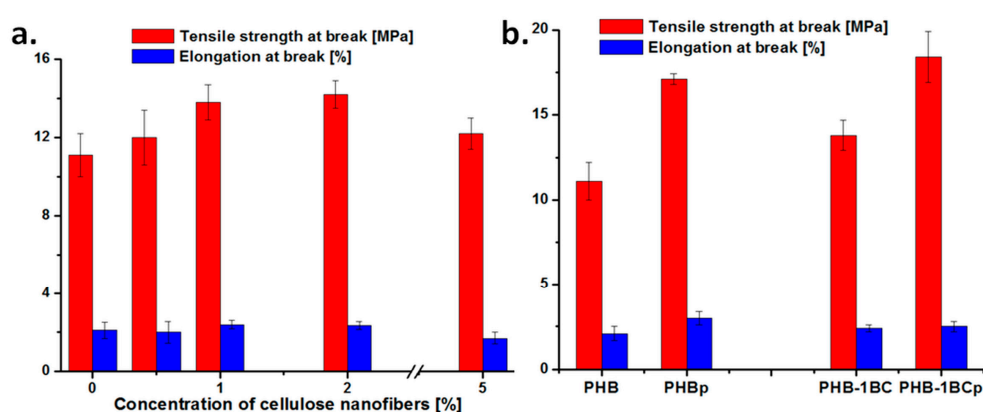 a.
Tensile strength at break [MPa]
Elongation at break [%]
16
12
8
4
0
0
1
2
5
Concentration of cellulose nanofibers [%]
b.
Tensile strength at break [MPa]
Elongation at break [%]
20
15
10
5
0
PHB
PHBp
PHB-1BC
PHB-1BCp